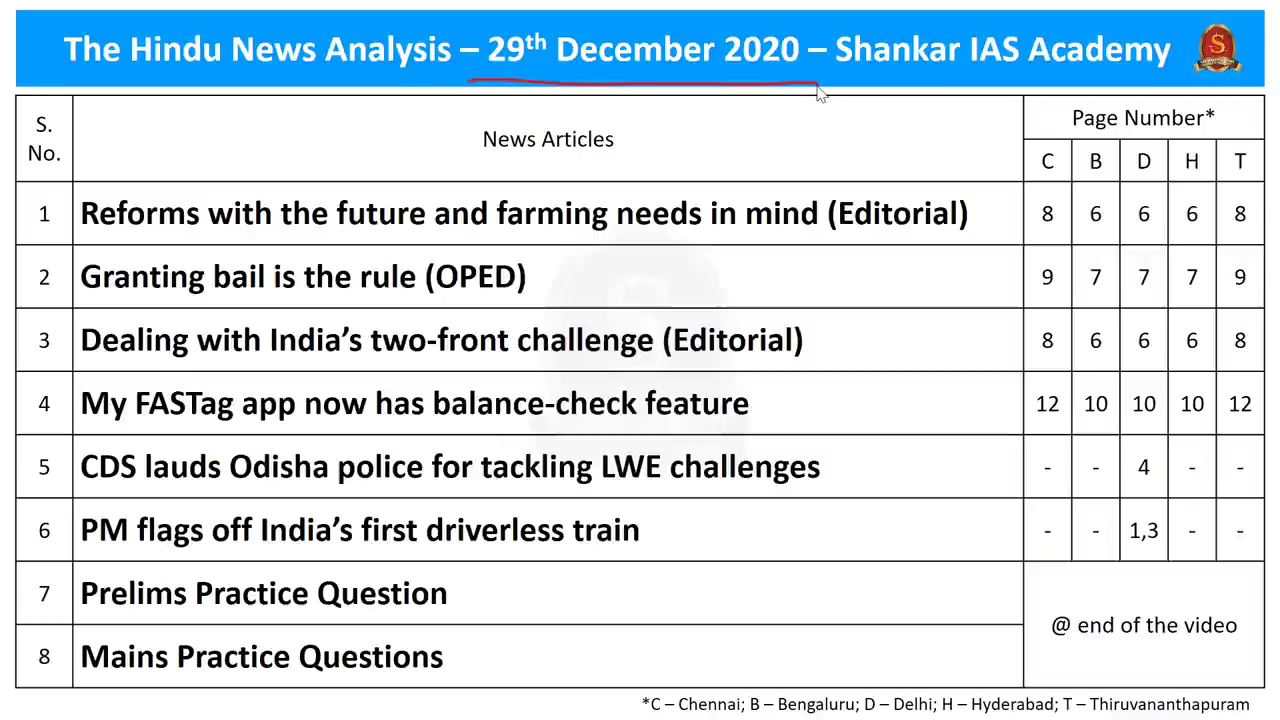 The Hindu News Analysis – 29th December 2020 – Shankar IAS Academy
S. No. News Articles Page Number*
C B D H T
1 Reforms with the future and farming needs in mind (Editorial) 8 6 6 6 8
2 Granting bail is the rule (OPED) 9 7 7 7 9
3 Dealing with India’s two-front challenge (Editorial) 8 6 6 6 8
4 My FASTag app now has balance-check feature 12 10 10 10 12
5 CDS lauds Odisha police for tackling LWE challenges - - 4 - -
6 PM flags off India’s first driverless train - - 1,3 - -
7 Prelims Practice Question
@ end of the video
8 Mains Practice Questions
*C – Chennai; B – Bengaluru; D – Delhi; H – Hyderabad; T – Thiruvananthapuram